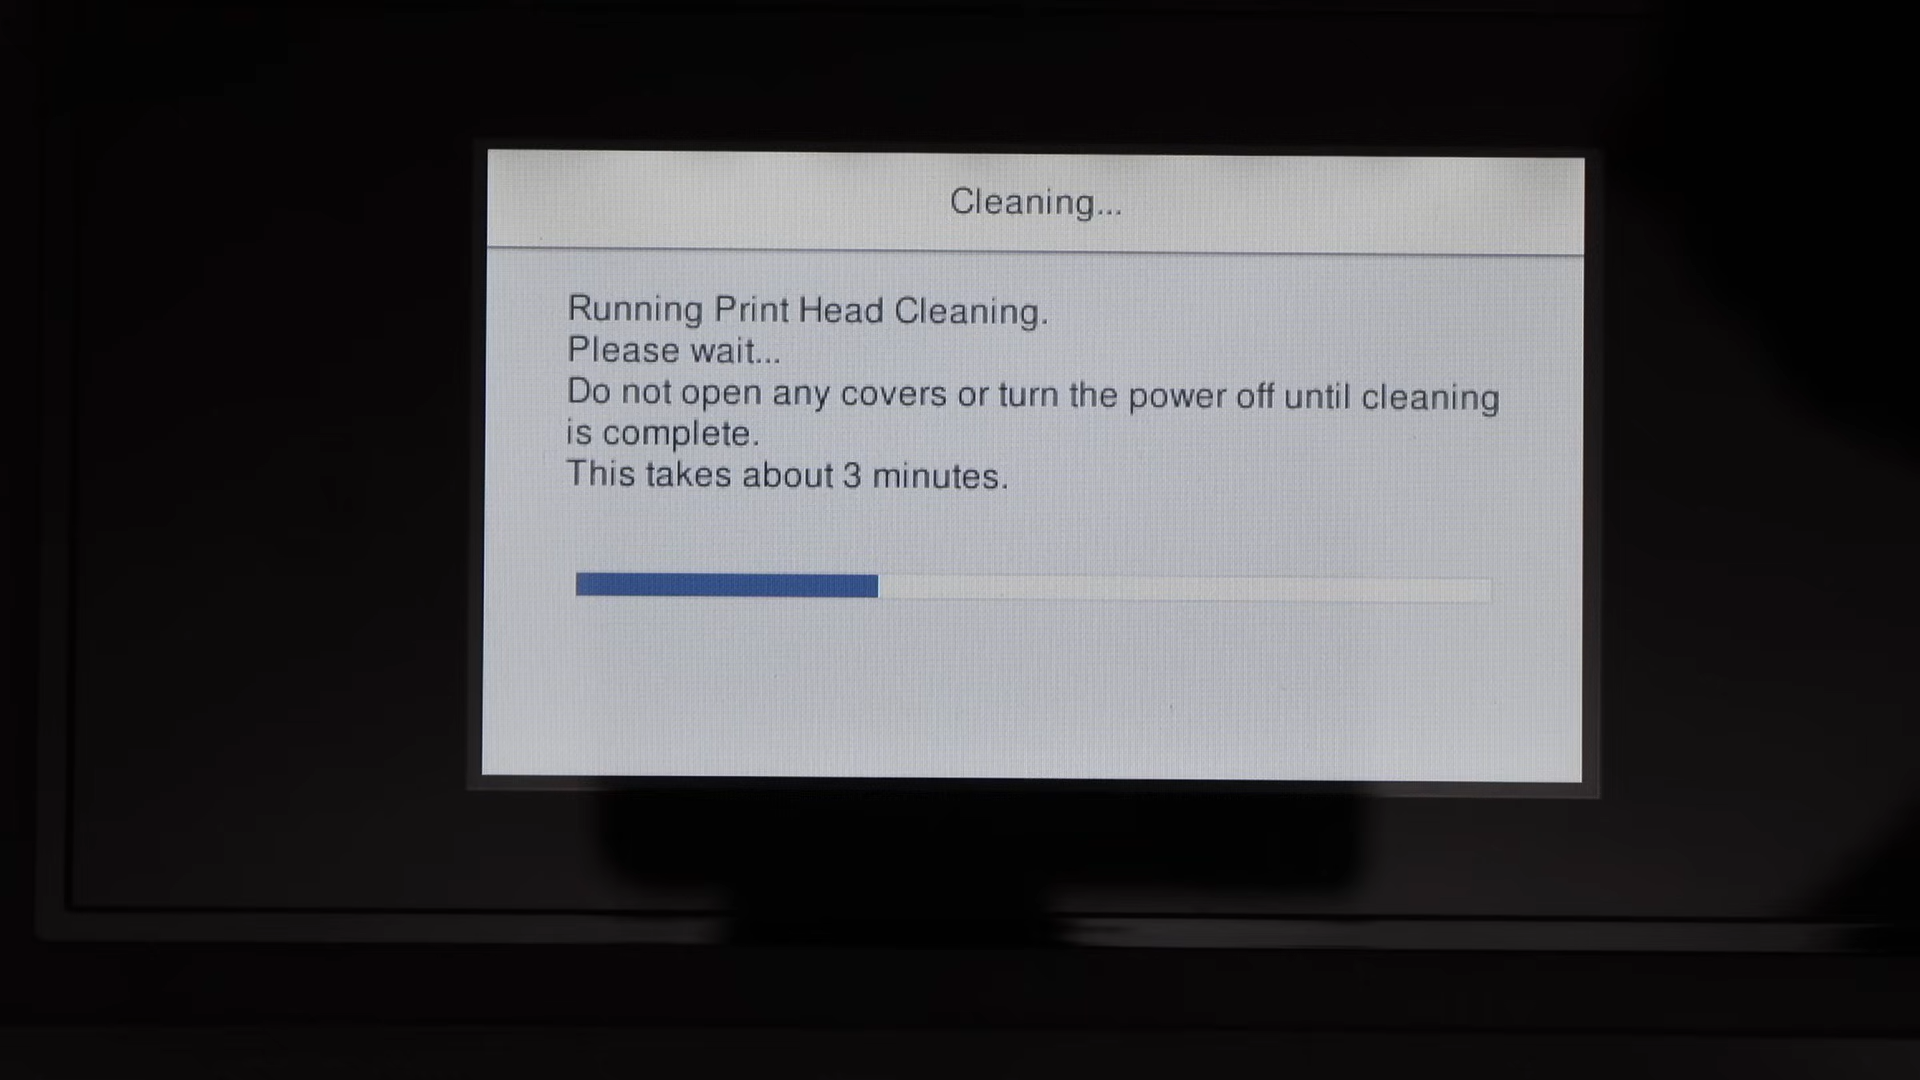 Cleaning...
Running Print Head Cleaning.
Please wait...
Do not open any covers or turn the power off until cleaning
is complete.
This takes about 3 minutes.